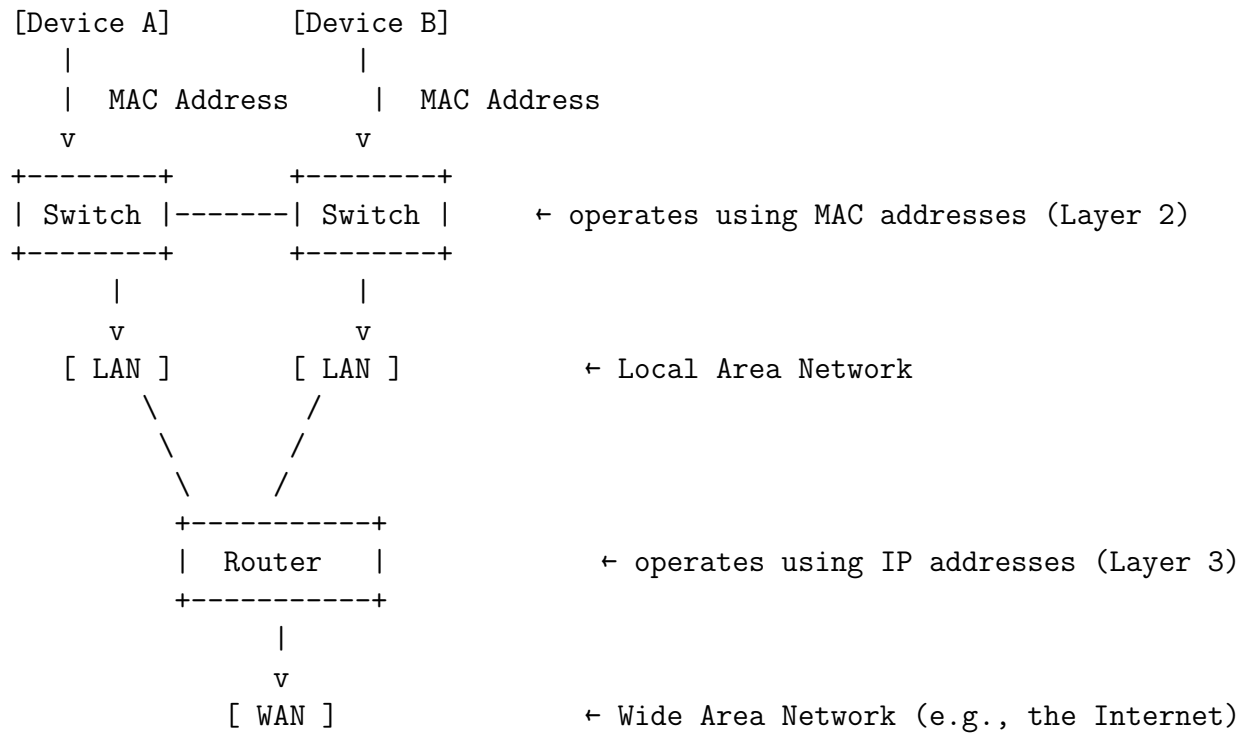 [Device A]       [Device B]
|                 |
|  MAC Address     |  MAC Address
v                 v
+--------+       +--------+
| Switch |-------| Switch |     ← operates using MAC addresses (Layer 2)
+--------+       +--------+
|              |
v              v
[ LAN ]       [ LAN ]           ← Local Area Network
\         /
\       /
\     /
+-----------+
|  Router   |            ← operates using IP addresses (Layer 3)
+-----------+
|
v
[ WAN ]              ← Wide Area Network (e.g., the Internet)